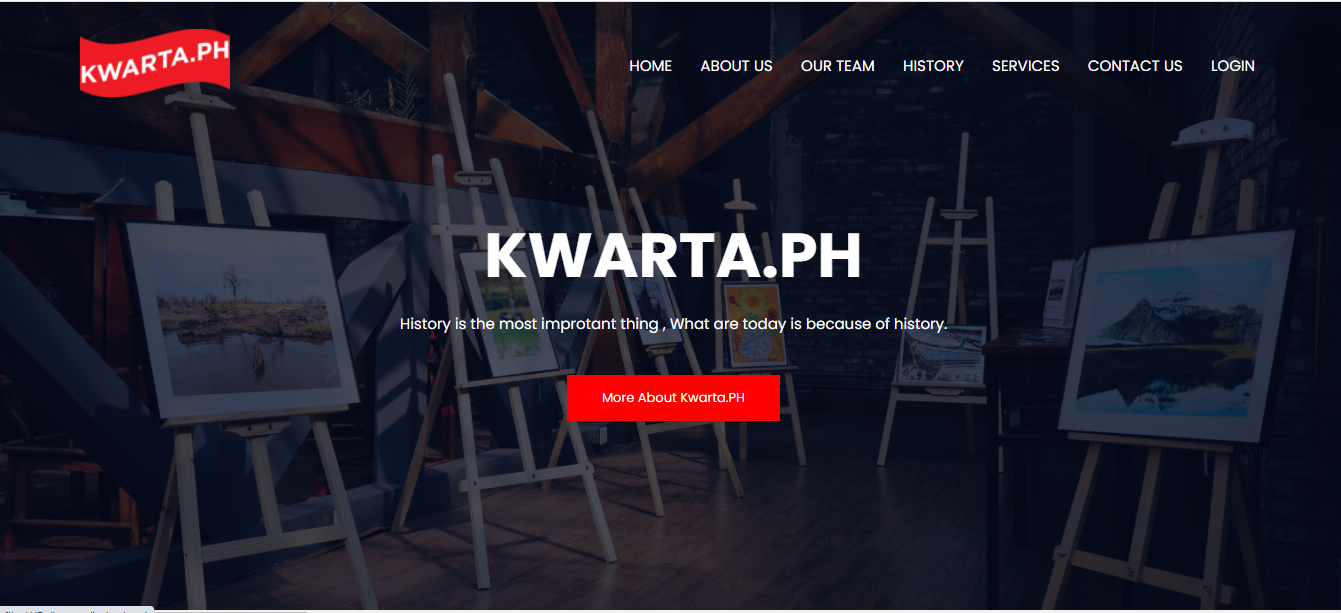 KWARTA.PH
HOME ABOUT US OUR TEAM HISTORY SERVICES CONTACT US LOGIN
KWARTA.PH
History is the most improtant thing , What are today is because of history.
More About Kwarta.PH